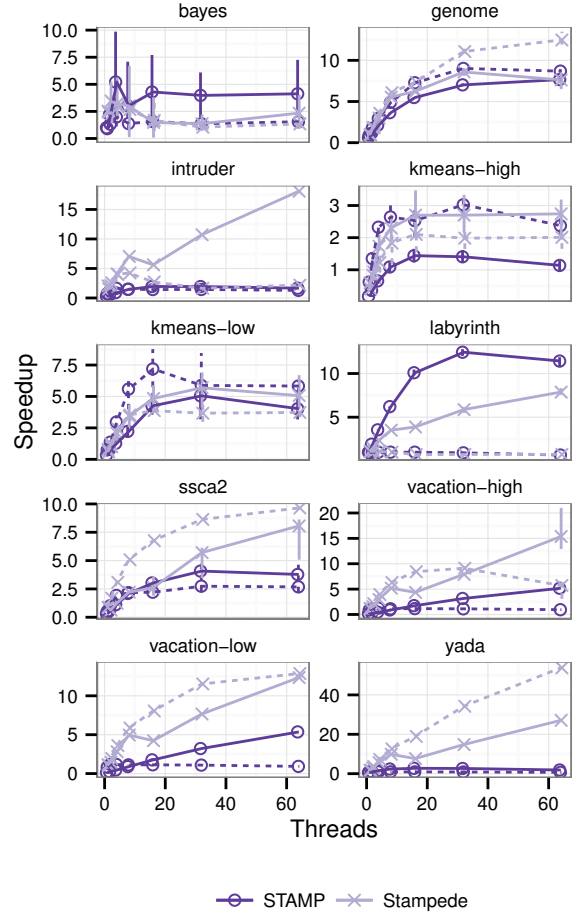 bayes
genome
10.0
7.5
5.0
2.5
0.0
10
5
0
intruder
kmeans−high
15
10
5
0
3
2
1
kmeans−low
labyrinth
7.5
5.0
2.5
0.0
10
5
ssca2
vacation−high
10.0
7.5
5.0
2.5
0.0
20
15
10
5
0
vacation−low
yada
10
5
0
40
20
0
0 20 40 60
0 20 40 60
Speedup
Threads
STAMP Stampede